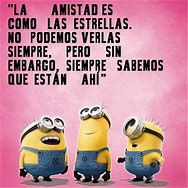 "LA AMISTAD ES
COMO LAS ESTRELLAS.
NO PODEMOS VERLAS
SIEMPRE, PERO SIN
EMBARGO, SIEMPRE SABEMOS
QUE ESTÁN AHÍ"